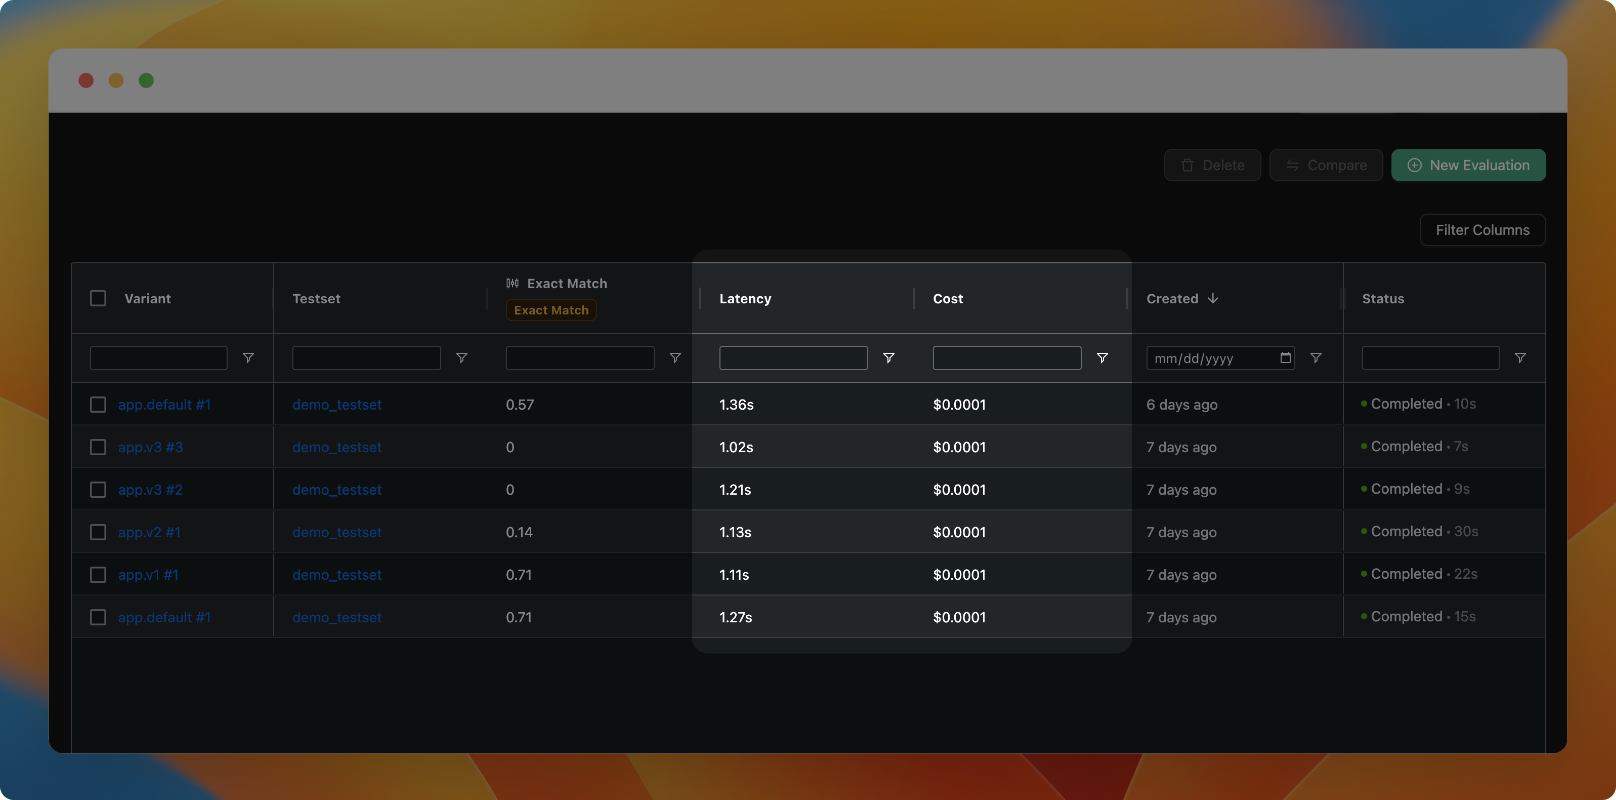 Delete Compare New Evaluation
Filter Columns
Variant Testset Exact Match Latency Cost Created Status
Exact Match
mm/dd/yyyy
app.default #1 demo_testset 0.57 1.36s $0.0001 6 days ago Completed • 10s
app.v3 #3 demo_testset 0 1.02s $0.0001 7 days ago Completed • 7s
app.v3 #2 demo_testset 0 1.21s $0.0001 7 days ago Completed • 9s
app.v2 #1 demo_testset 0.14 1.13s $0.0001 7 days ago Completed • 30s
app.v1 #1 demo_testset 0.71 1.11s $0.0001 7 days ago Completed • 22s
app.default #1 demo_testset 0.71 1.27s $0.0001 7 days ago Completed • 15s